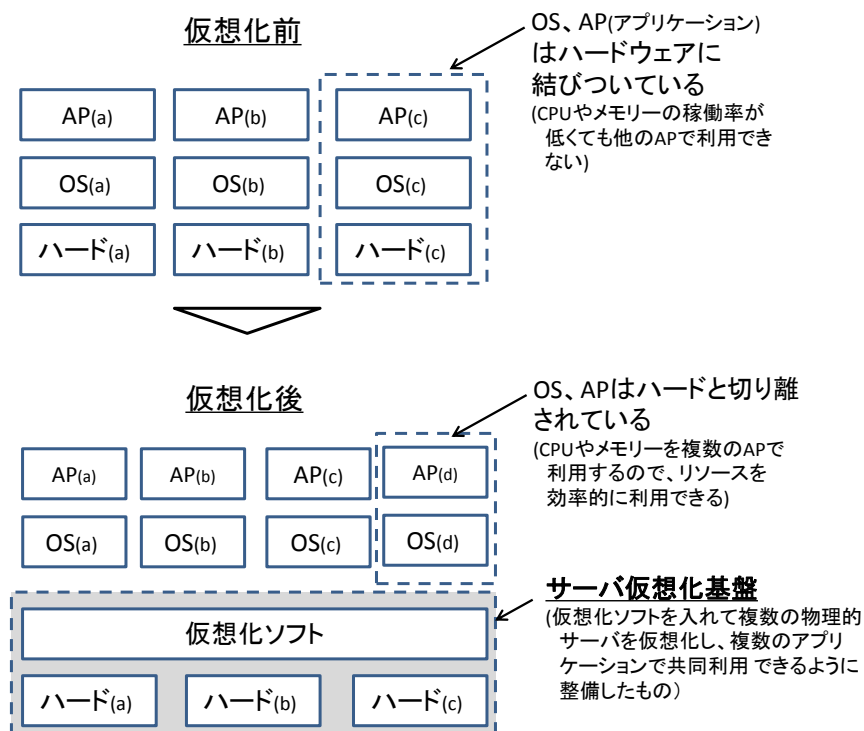 仮想化前
OS、AP(アプリケーション)
はハードウェアに
結びついている
(CPUやメモリーの稼働率が
低くても他のAPで利用でき
ない)
AP(a) AP(b) AP(c)
OS(a) OS(b) OS(c)
ハード(a) ハード(b) ハード(c)
仮想化後
OS、APはハードと切り離
されている
(CPUやメモリーを複数のAPで
利用するので、リソースを
効率的に利用できる)
AP(a) AP(b) AP(c) AP(d)
OS(a) OS(b) OS(c) OS(d)
サーバ仮想化基盤
(仮想化ソフトを入れて複数の物理的
サーバを仮想化し、複数のアプリ
ケーションで共同利用 できるように
整備したもの）
仮想化ソフト
ハード(a) ハード(b) ハード(c)